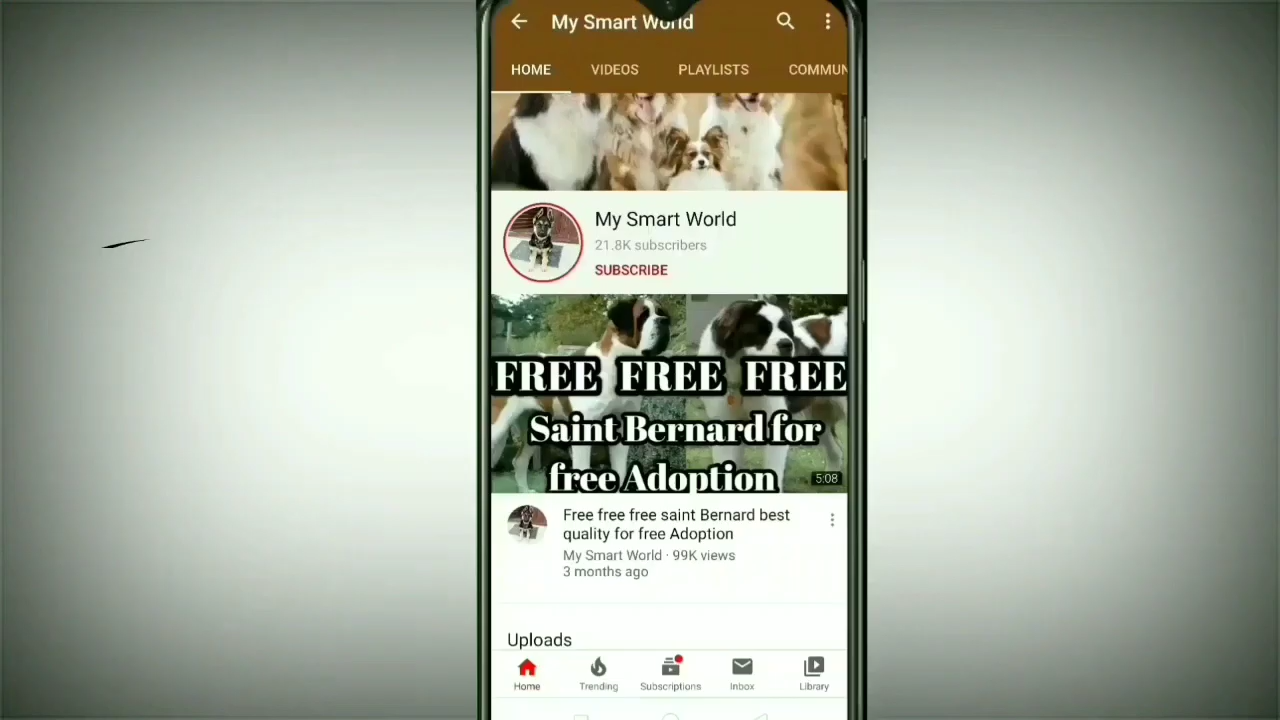 My Smart World
HOME VIDEOS PLAYLISTS COMMUN
My Smart World
21.8K subscribers
SUBSCRIBE
FREE FREE FREE
Saint Bernard for
free Adoption
5:08
Free free free saint Bernard best
quality for free Adoption
My Smart World · 99K views
3 months ago
Uploads
Home Trending Subscriptions Inbox Library